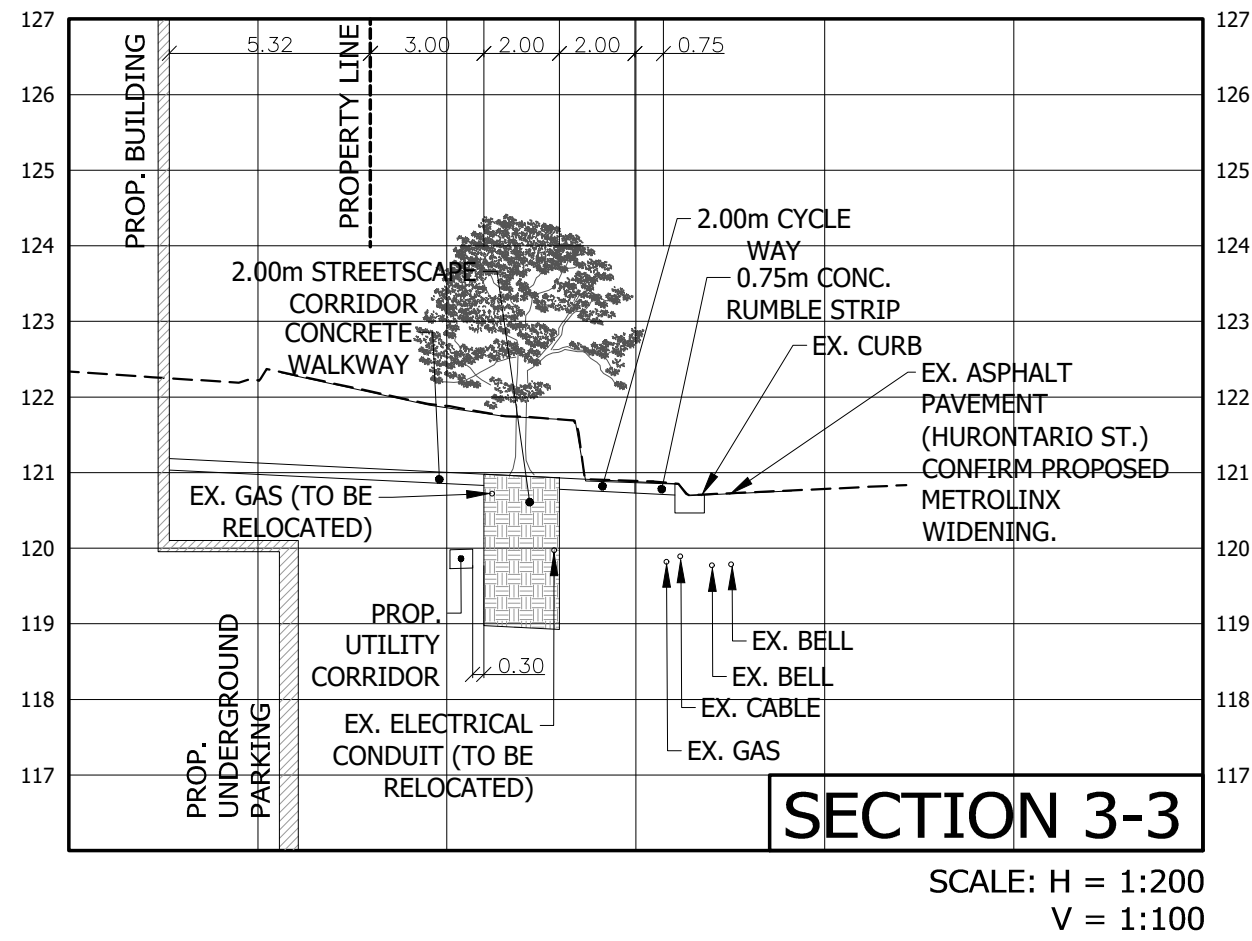 127
126
125
124
123
122
121
120
119
118
117
127
126
125
124
123
122
121
120
119
118
117
5.32
3.00
2.00
2.00
0.75
PROP. BUILDING
PROPERTY LINE
2.00m STREETSCAPE
CORRIDOR
CONCRETE
WALKWAY
2.00m CYCLE
WAY
0.75m CONC.
RUMBLE STRIP
EX. CURB
EX. ASPHALT
PAVEMENT
(HURONTARIO ST.)
CONFIRM PROPOSED
METROLINX
WIDENING.
EX. GAS (TO BE
RELOCATED)
PROP.
UTILITY
CORRIDOR
0.30
PROP.
UNDERGROUND
PARKING
EX. ELECTRICAL
CONDUIT (TO BE
RELOCATED)
EX. BELL
EX. BELL
EX. CABLE
EX. GAS
SECTION 3-3
SCALE: H = 1:200
V = 1:100